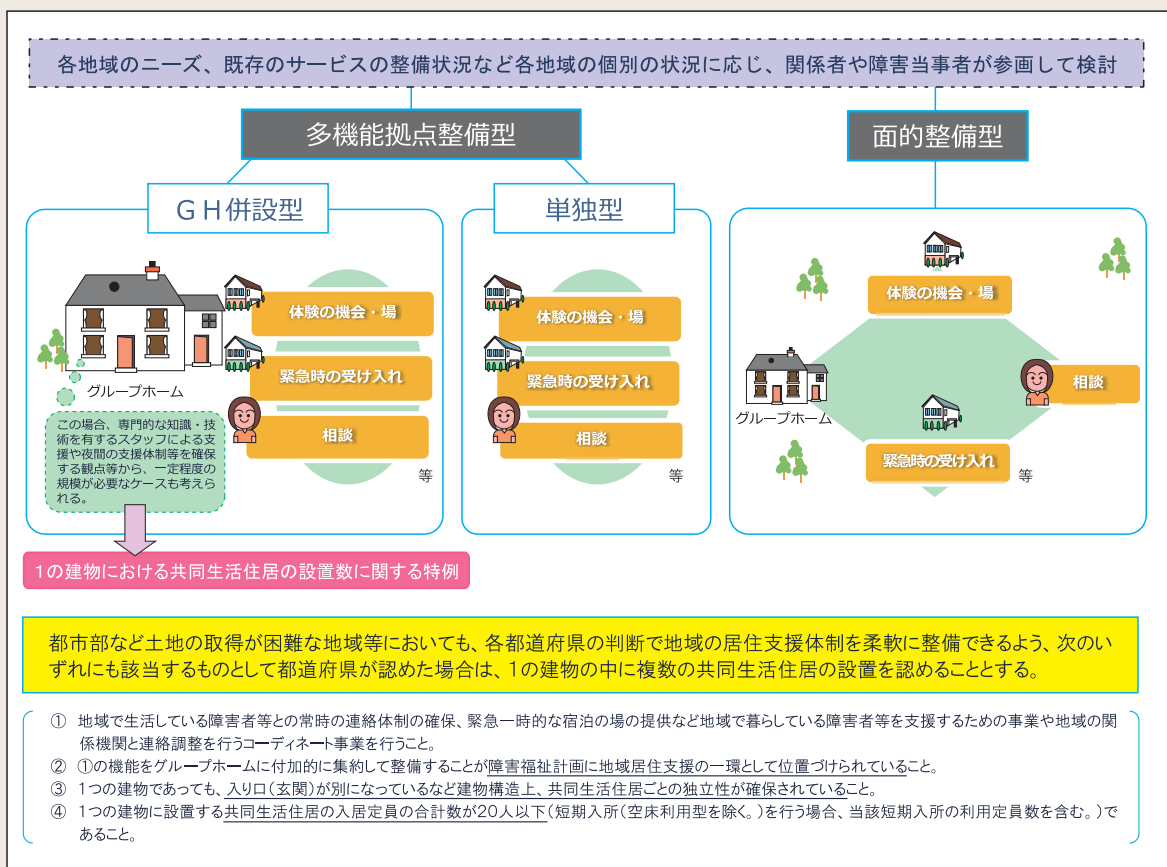 各地域のニーズ、既存のサービスの整備状況など各地域の個別の状況に応じ、関係者や障害当事者が参画して検討
多機能拠点整備型
面的整備型
ＧＨ併設型
単独型
グループホーム
体験の機会・場
緊急時の受け入れ
相談
等
この場合、専門的な知識・技
術を有するスタッフによる支
援や夜間の支援体制等を確保
する観点等から、一定程度の
規模が必要なケースも考えら
れる。
体験の機会・場
緊急時の受け入れ
相談
等
体験の機会・場
グループホーム
相談
緊急時の受け入れ
等
1の建物における共同生活住居の設置数に関する特例
都市部など土地の取得が困難な地域等においても、各都道府県の判断で地域の居住支援体制を柔軟に整備できるよう、次のい
ずれにも該当するものとして都道府県が認めた場合は、1の建物の中に複数の共同生活住居の設置を認めることとする。
① 地域で生活している障害者等との常時の連絡体制の確保、緊急一時的な宿泊の場の提供など地域で暮らしている障害者等を支援するための事業や地域の関
係機関と連絡調整を行うコーディネート事業を行うこと。
② ①の機能をグループホームに付加的に集約して整備することが障害福祉計画に地域居住支援の一環として位置づけられていること。
③ 1つの建物であっても、入り口（玄関）が別になっているなど建物構造上、共同生活住居ごとの独立性が確保されていること。
④ 1つの建物に設置する共同生活住居の入居定員の合計数が20人以下（短期入所（空床利用型を除く。）を行う場合、当該短期入所の利用定員数を含む。）で
あること。